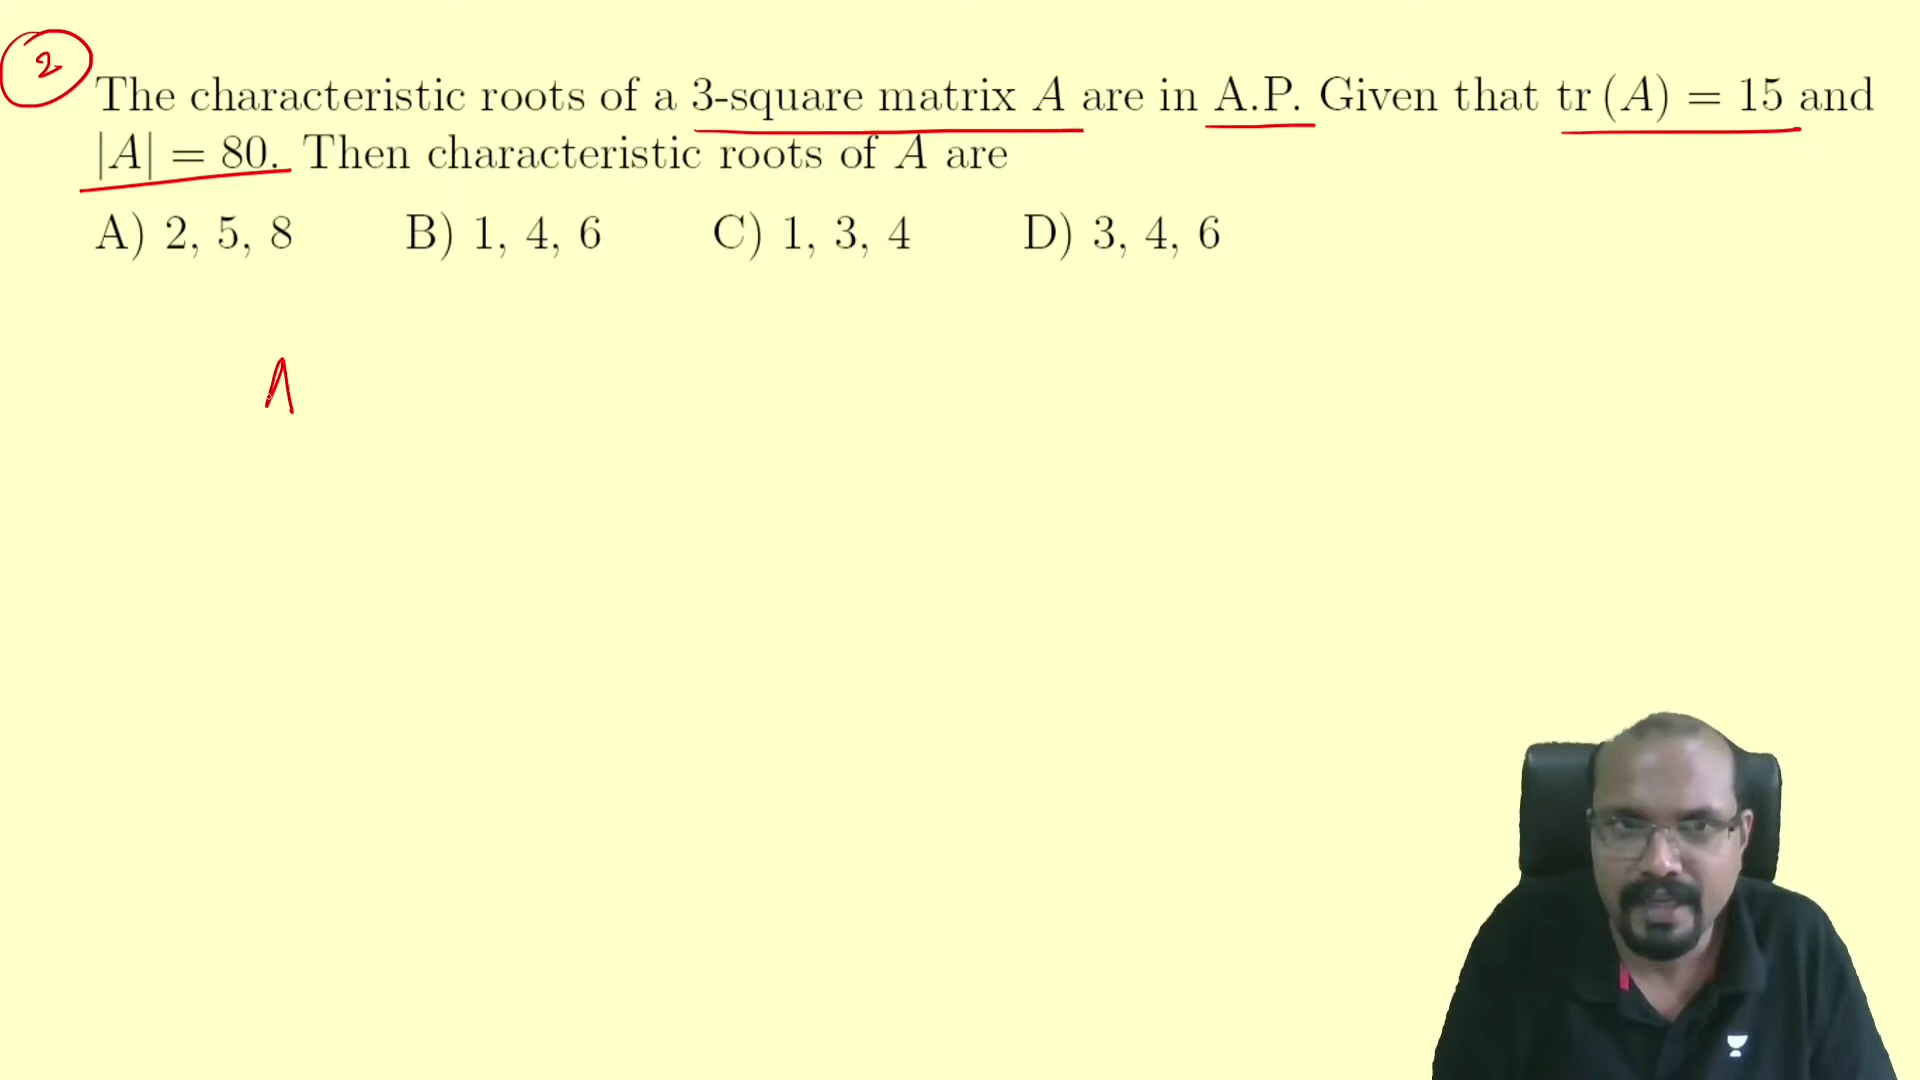 2
The characteristic roots of a 3-square matrix A are in A.P. Given that tr (A) = 15 and
|A| = 80. Then characteristic roots of A are
A) 2, 5, 8 B) 1, 4, 6 C) 1, 3, 4 D) 3, 4, 6